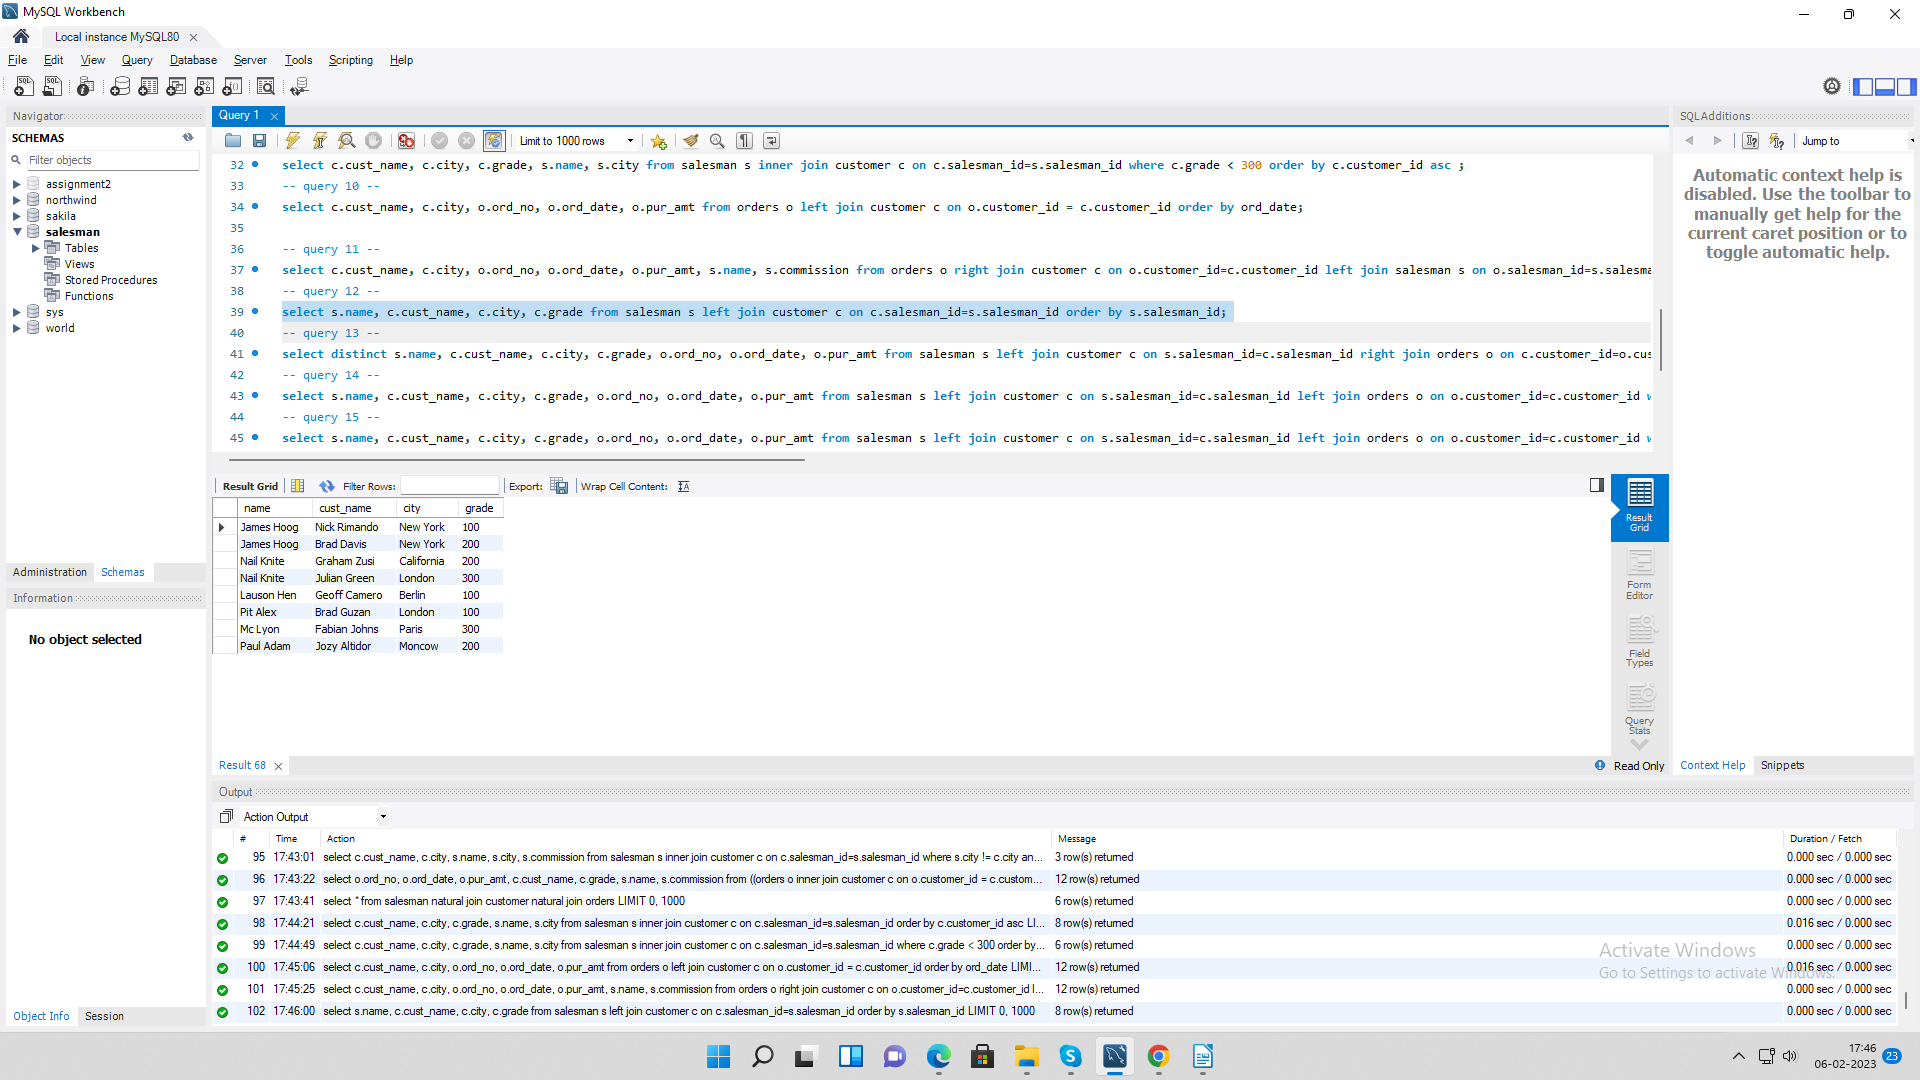 MySQL Workbench
Local instance MySQL80
File Edit View Query Database Server Tools Scripting Help
Navigator
SCHEMAS
Filter objects
assignment2
northwind
sakila
salesman
Tables
Views
Stored Procedures
Functions
sys
world
Administration Schemas
Information
No object selected
Object Info Session
Query 1
Limit to 1000 rows
32 select c.cust_name, c.city, c.grade, s.name, s.city from salesman s inner join customer c on c.salesman_id=s.salesman_id where c.grade < 300 order by c.customer_id asc ;
33 -- query 10 --
34 select c.cust_name, c.city, o.ord_no, o.ord_date, o.pur_amt from orders o left join customer c on o.customer_id = c.customer_id order by ord_date;
35
36 -- query 11 --
37 select c.cust_name, c.city, o.ord_no, o.ord_date, o.pur_amt, s.name, s.commission from orders o right join customer c on o.customer_id=c.customer_id left join salesman s on o.salesman_id=s.salesma
38 -- query 12 --
39 select s.name, c.cust_name, c.city, c.grade from salesman s left join customer c on c.salesman_id=s.salesman_id order by s.salesman_id;
40 -- query 13 --
41 select distinct s.name, c.cust_name, c.city, c.grade, o.ord_no, o.ord_date, o.pur_amt from salesman s left join customer c on s.salesman_id=c.salesman_id right join orders o on c.customer_id=o.cus
42 -- query 14 --
43 select s.name, c.cust_name, c.city, c.grade, o.ord_no, o.ord_date, o.pur_amt from salesman s left join customer c on s.salesman_id=c.salesman_id left join orders o on o.customer_id=c.customer_id w
44 -- query 15 --
45 select s.name, c.cust_name, c.city, c.grade, o.ord_no, o.ord_date, o.pur_amt from salesman s left join customer c on s.salesman_id=c.salesman_id left join orders o on o.customer_id=c.customer_id w
Result Grid Filter Rows: Export: Wrap Cell Content:
name cust_name city grade
James Hoog Nick Rimando New York 100
James Hoog Brad Davis New York 200
Nail Knite Graham Zusi California 200
Nail Knite Julian Green London 300
Lauson Hen Geoff Camero Berlin 100
Pit Alex Brad Guzan London 100
Mc Lyon Fabian Johns Paris 300
Paul Adam Jozy Altidor Moncow 200
Result
Grid
Form
Editor
Field
Types
Query
Stats
Result 68
Read Only
SQLAdditions
Jump to
Automatic context help is
disabled. Use the toolbar to
manually get help for the
current caret position or to
toggle automatic help.
Context Help Snippets
Output
Action Output
# Time Action Message Duration / Fetch
95 17:43:01 select c.cust_name, c.city, s.name, s.city, s.commission from salesman s inner join customer c on c.salesman_id=s.salesman_id where s.city != c.city an... 3 row(s) returned 0.000 sec / 0.000 sec
96 17:43:22 select o.ord_no, o.ord_date, o.pur_amt, c.cust_name, c.grade, s.name, s.commission from ((orders o inner join customer c on o.customer_id = c.custom... 12 row(s) returned 0.000 sec / 0.000 sec
97 17:43:41 select * from salesman natural join customer natural join orders LIMIT 0, 1000 6 row(s) returned 0.000 sec / 0.000 sec
98 17:44:21 select c.cust_name, c.city, c.grade, s.name, s.city from salesman s inner join customer c on c.salesman_id=s.salesman_id order by c.customer_id asc LI... 8 row(s) returned 0.016 sec / 0.000 sec
99 17:44:49 select c.cust_name, c.city, c.grade, s.name, s.city from salesman s inner join customer c on c.salesman_id=s.salesman_id where c.grade < 300 order by... 6 row(s) returned 0.000 sec / 0.000 sec
100 17:45:06 select c.cust_name, c.city, o.ord_no, o.ord_date, o.pur_amt from orders o left join customer c on o.customer_id = c.customer_id order by ord_date LIMI... 12 row(s) returned 0.016 sec / 0.000 sec
101 17:45:25 select c.cust_name, c.city, o.ord_no, o.ord_date, o.pur_amt, s.name, s.commission from orders o right join customer c on o.customer_id=c.customer_id l... 12 row(s) returned 0.000 sec / 0.000 sec
102 17:46:00 select s.name, c.cust_name, c.city, c.grade from salesman s left join customer c on c.salesman_id=s.salesman_id order by s.salesman_id LIMIT 0, 1000 8 row(s) returned 0.000 sec / 0.000 sec
Activate Windows
Go to Settings to activate Windows.
17:46
06-02-2023
23